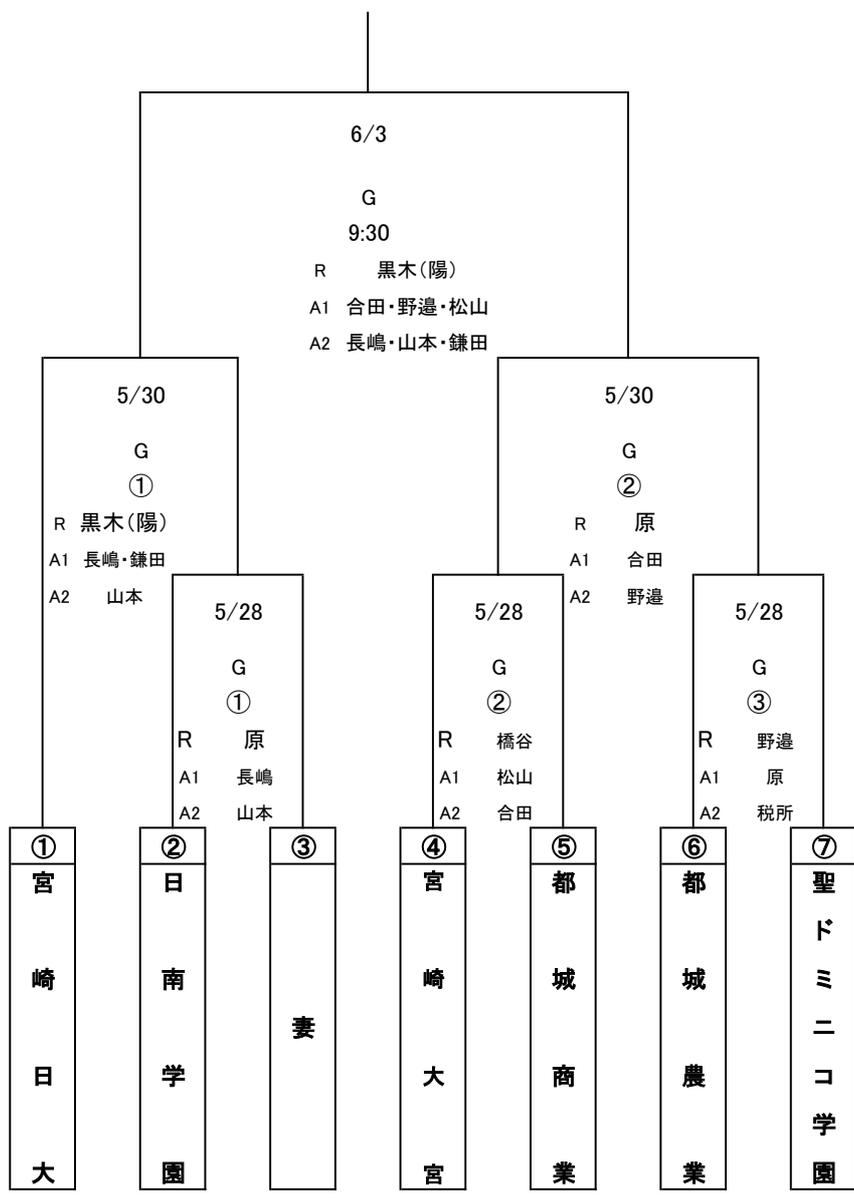 6/3
G
9:30
R 黒木(陽)
A1 合田・野邉・松山
A2 長嶋・山本・鎌田
5/30
G
①
R 黒木(陽)
A1 長嶋・鎌田
A2 山本
5/30
G
②
R 原
A1 合田
A2 野邉
5/28
G
①
R 原
A1 長嶋
A2 山本
5/28
G
②
R 橋谷
A1 松山
A2 合田
5/28
G
③
R 野邉
A1 原
A2 税所
①
宮崎日大
②
日南学園
③
妻
④
宮崎大宮
⑤
都城商業
⑥
都城農業
⑦
聖ドミニコ学園